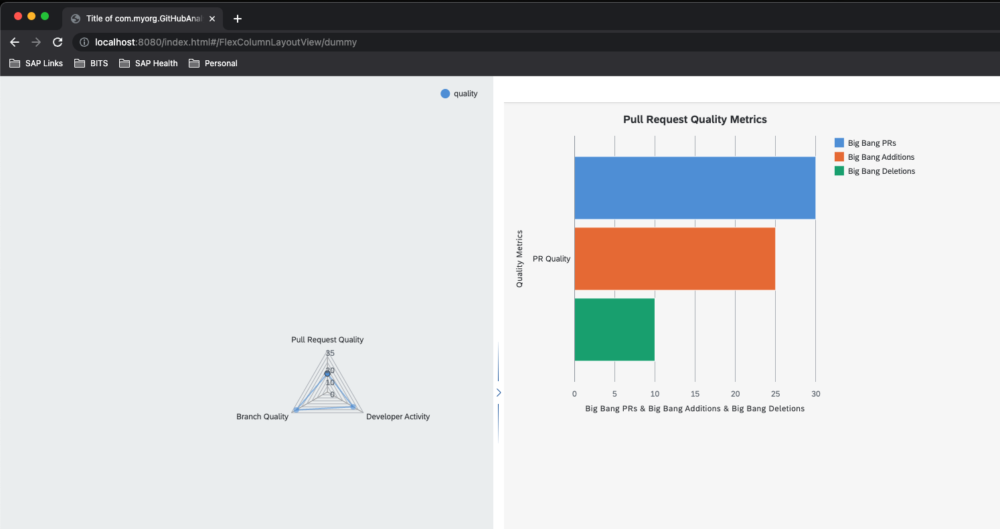 Title of com.myorg.GitHubAnal
localhost:8080/index.html#/FlexColumnLayoutView/dummy
SAP Links BITS SAP Health Personal
quality
Pull Request Quality
35
20
10
0
Branch Quality
Developer Activity
Pull Request Quality Metrics
Big Bang PRs
Big Bang Additions
Big Bang Deletions
Quality Metrics
PR Quality
0 5 10 15 20 25 30
Big Bang PRs & Big Bang Additions & Big Bang Deletions